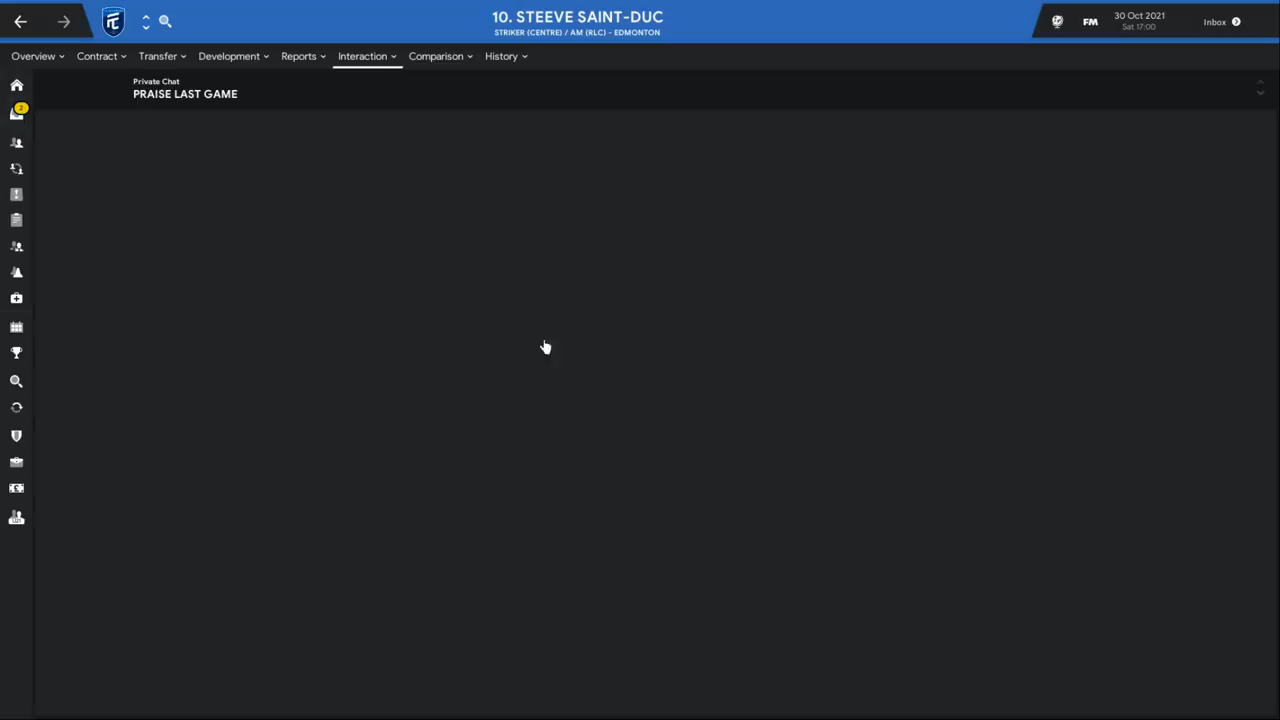 10. STEEVE SAINT-DUC
STRIKER (CENTRE) / AM (RLC) - EDMONTON
FM
30 Oct 2021
Sat 17:00
Inbox
Overview
Contract
Transfer
Development
Reports
Interaction
Comparison
History
Private Chat
PRAISE LAST GAME
2